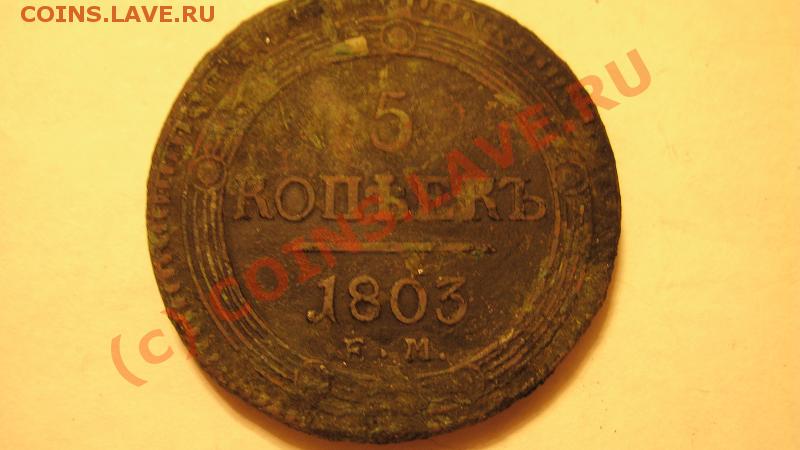 COINS.LAVE.RU
5
КОПѢЕКЪ
1803
Е.М.
(c) COINS.LAVE.RU